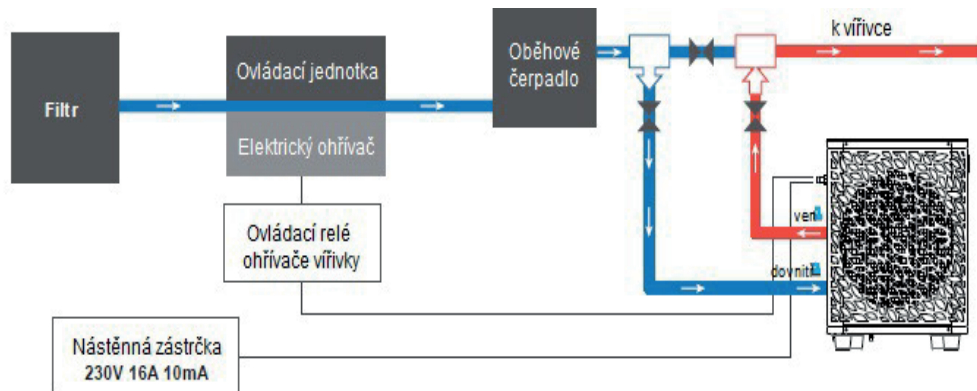 Filtr
Ovládací jednotka
Elektrický ohřívač
Oběhové
čerpadlo
k vířivce
ven
dovnitř
Ovládací relé
ohřívače vířivky
Nástěnná zástrčka
230V 16A 10mA